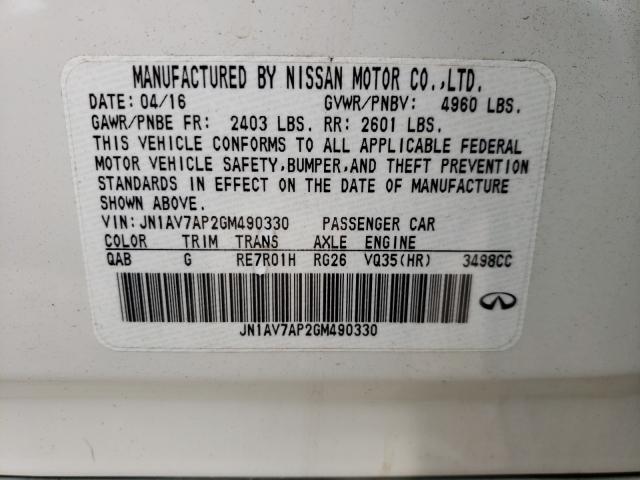 MANUFACTURED BY NISSAN MOTOR CO.,LTD.
DATE: 04/16 GVWR/PNBV: 4960 LBS.
GAWR/PNBE FR: 2403 LBS. RR: 2601 LBS.
THIS VEHICLE CONFORMS TO ALL APPLICABLE FEDERAL
MOTOR VEHICLE SAFETY,BUMPER,AND THEFT PREVENTION
STANDARDS IN EFFECT ON THE DATE OF MANUFACTURE
SHOWN ABOVE.
VIN:JN1AV7AP2GM490330 PASSENGER CAR
COLOR TRIM TRANS AXLE ENGINE
QAB G RE7R01H RG26 VQ35(HR) 3498CC
JN1AV7AP2GM490330